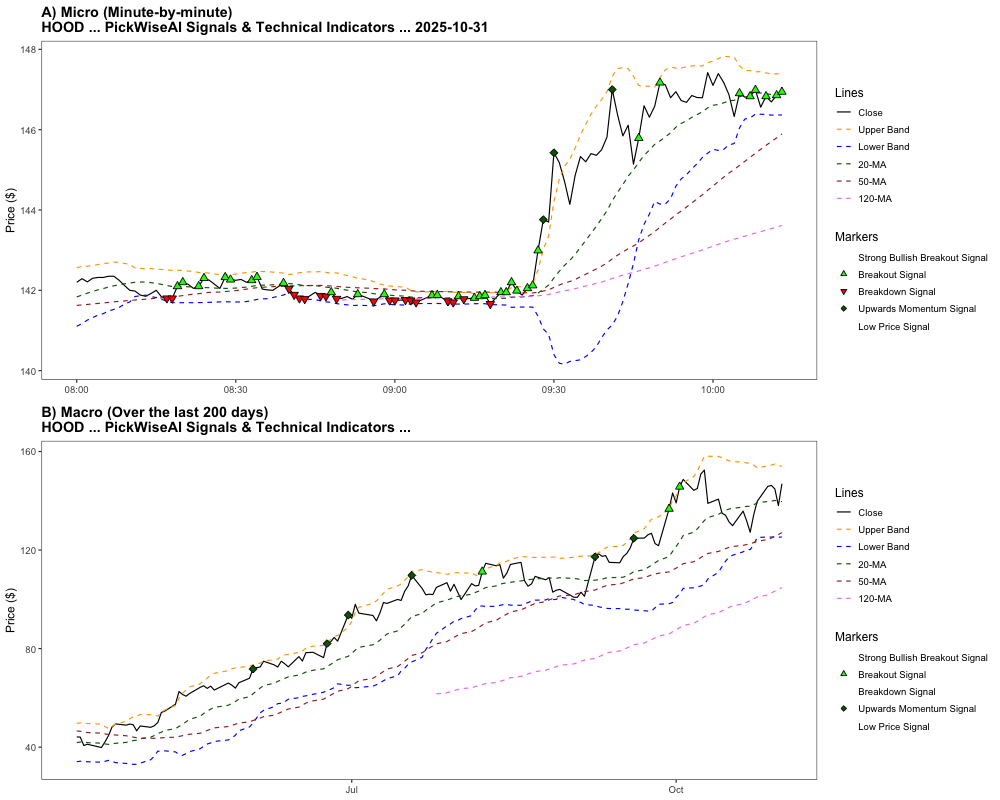 A) Micro (Minute-by-minute)
HOOD ... PickWiseAI Signals & Technical Indicators ... 2025-10-31
148
146
144
142
140
Price ($)
08:00
08:30
09:00
09:30
10:00
Lines
Close
Upper Band
Lower Band
20-MA
50-MA
120-MA
Markers
Strong Bullish Breakout Signal
Breakout Signal
Breakdown Signal
Upwards Momentum Signal
Low Price Signal
B) Macro (Over the last 200 days)
HOOD ... PickWiseAI Signals & Technical Indicators ...
160
120
80
40
Price ($)
Jul
Oct
Lines
Close
Upper Band
Lower Band
20-MA
50-MA
120-MA
Markers
Strong Bullish Breakout Signal
Breakout Signal
Breakdown Signal
Upwards Momentum Signal
Low Price Signal